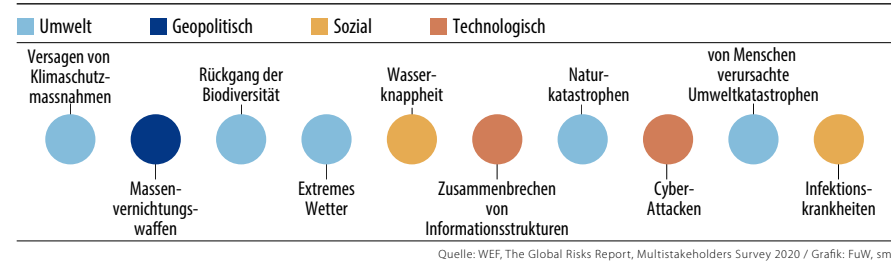 Umwelt
Geopolitisch
Sozial
Technologisch
Versagen von
Klimaschutz-
massnahmen
Massen-
vernichtungs-
waffen
Rückgang der
Biodiversität
Extremes
Wetter
Wasser-
knappheit
Zusammenbrechen
von
Informationsstrukturen
Natur-
katastrophen
Cyber-
Attacken
von Menschen
verursachte
Umweltkatastrophen
Infektions-
krankheiten
Quelle: WEF, The Global Risks Report, Multistakeholders Survey 2020 / Grafik: FuW, sm